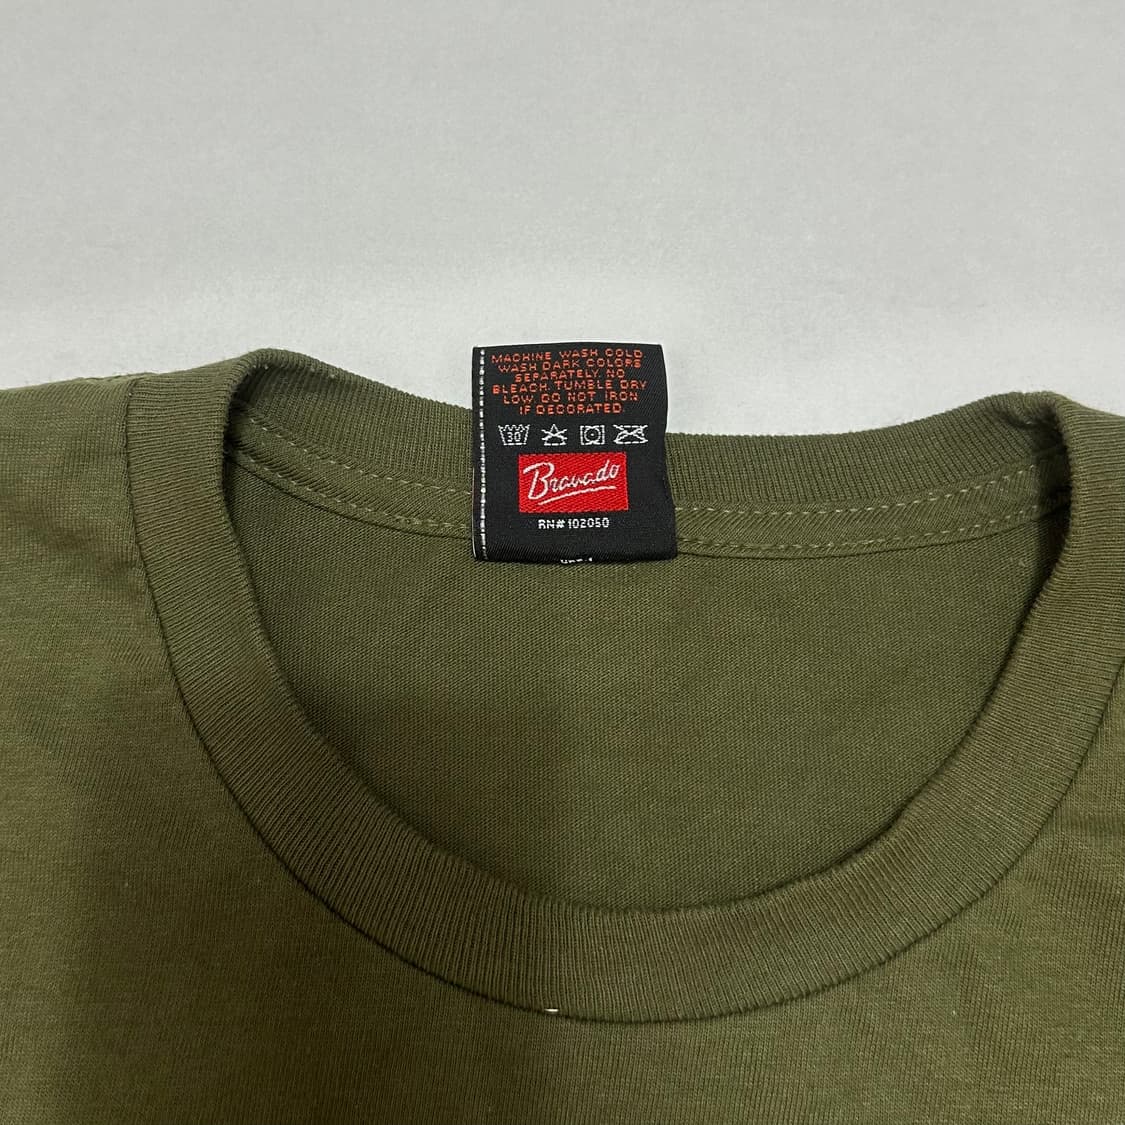 MACHINE WASH COLD.
WASH DARK COLORS
SEPARATELY. NO
BLEACH. TUMBLE DRY
LOW. DO NOT IRON
IF DECORATED.
30
Bravado
RN# 102050